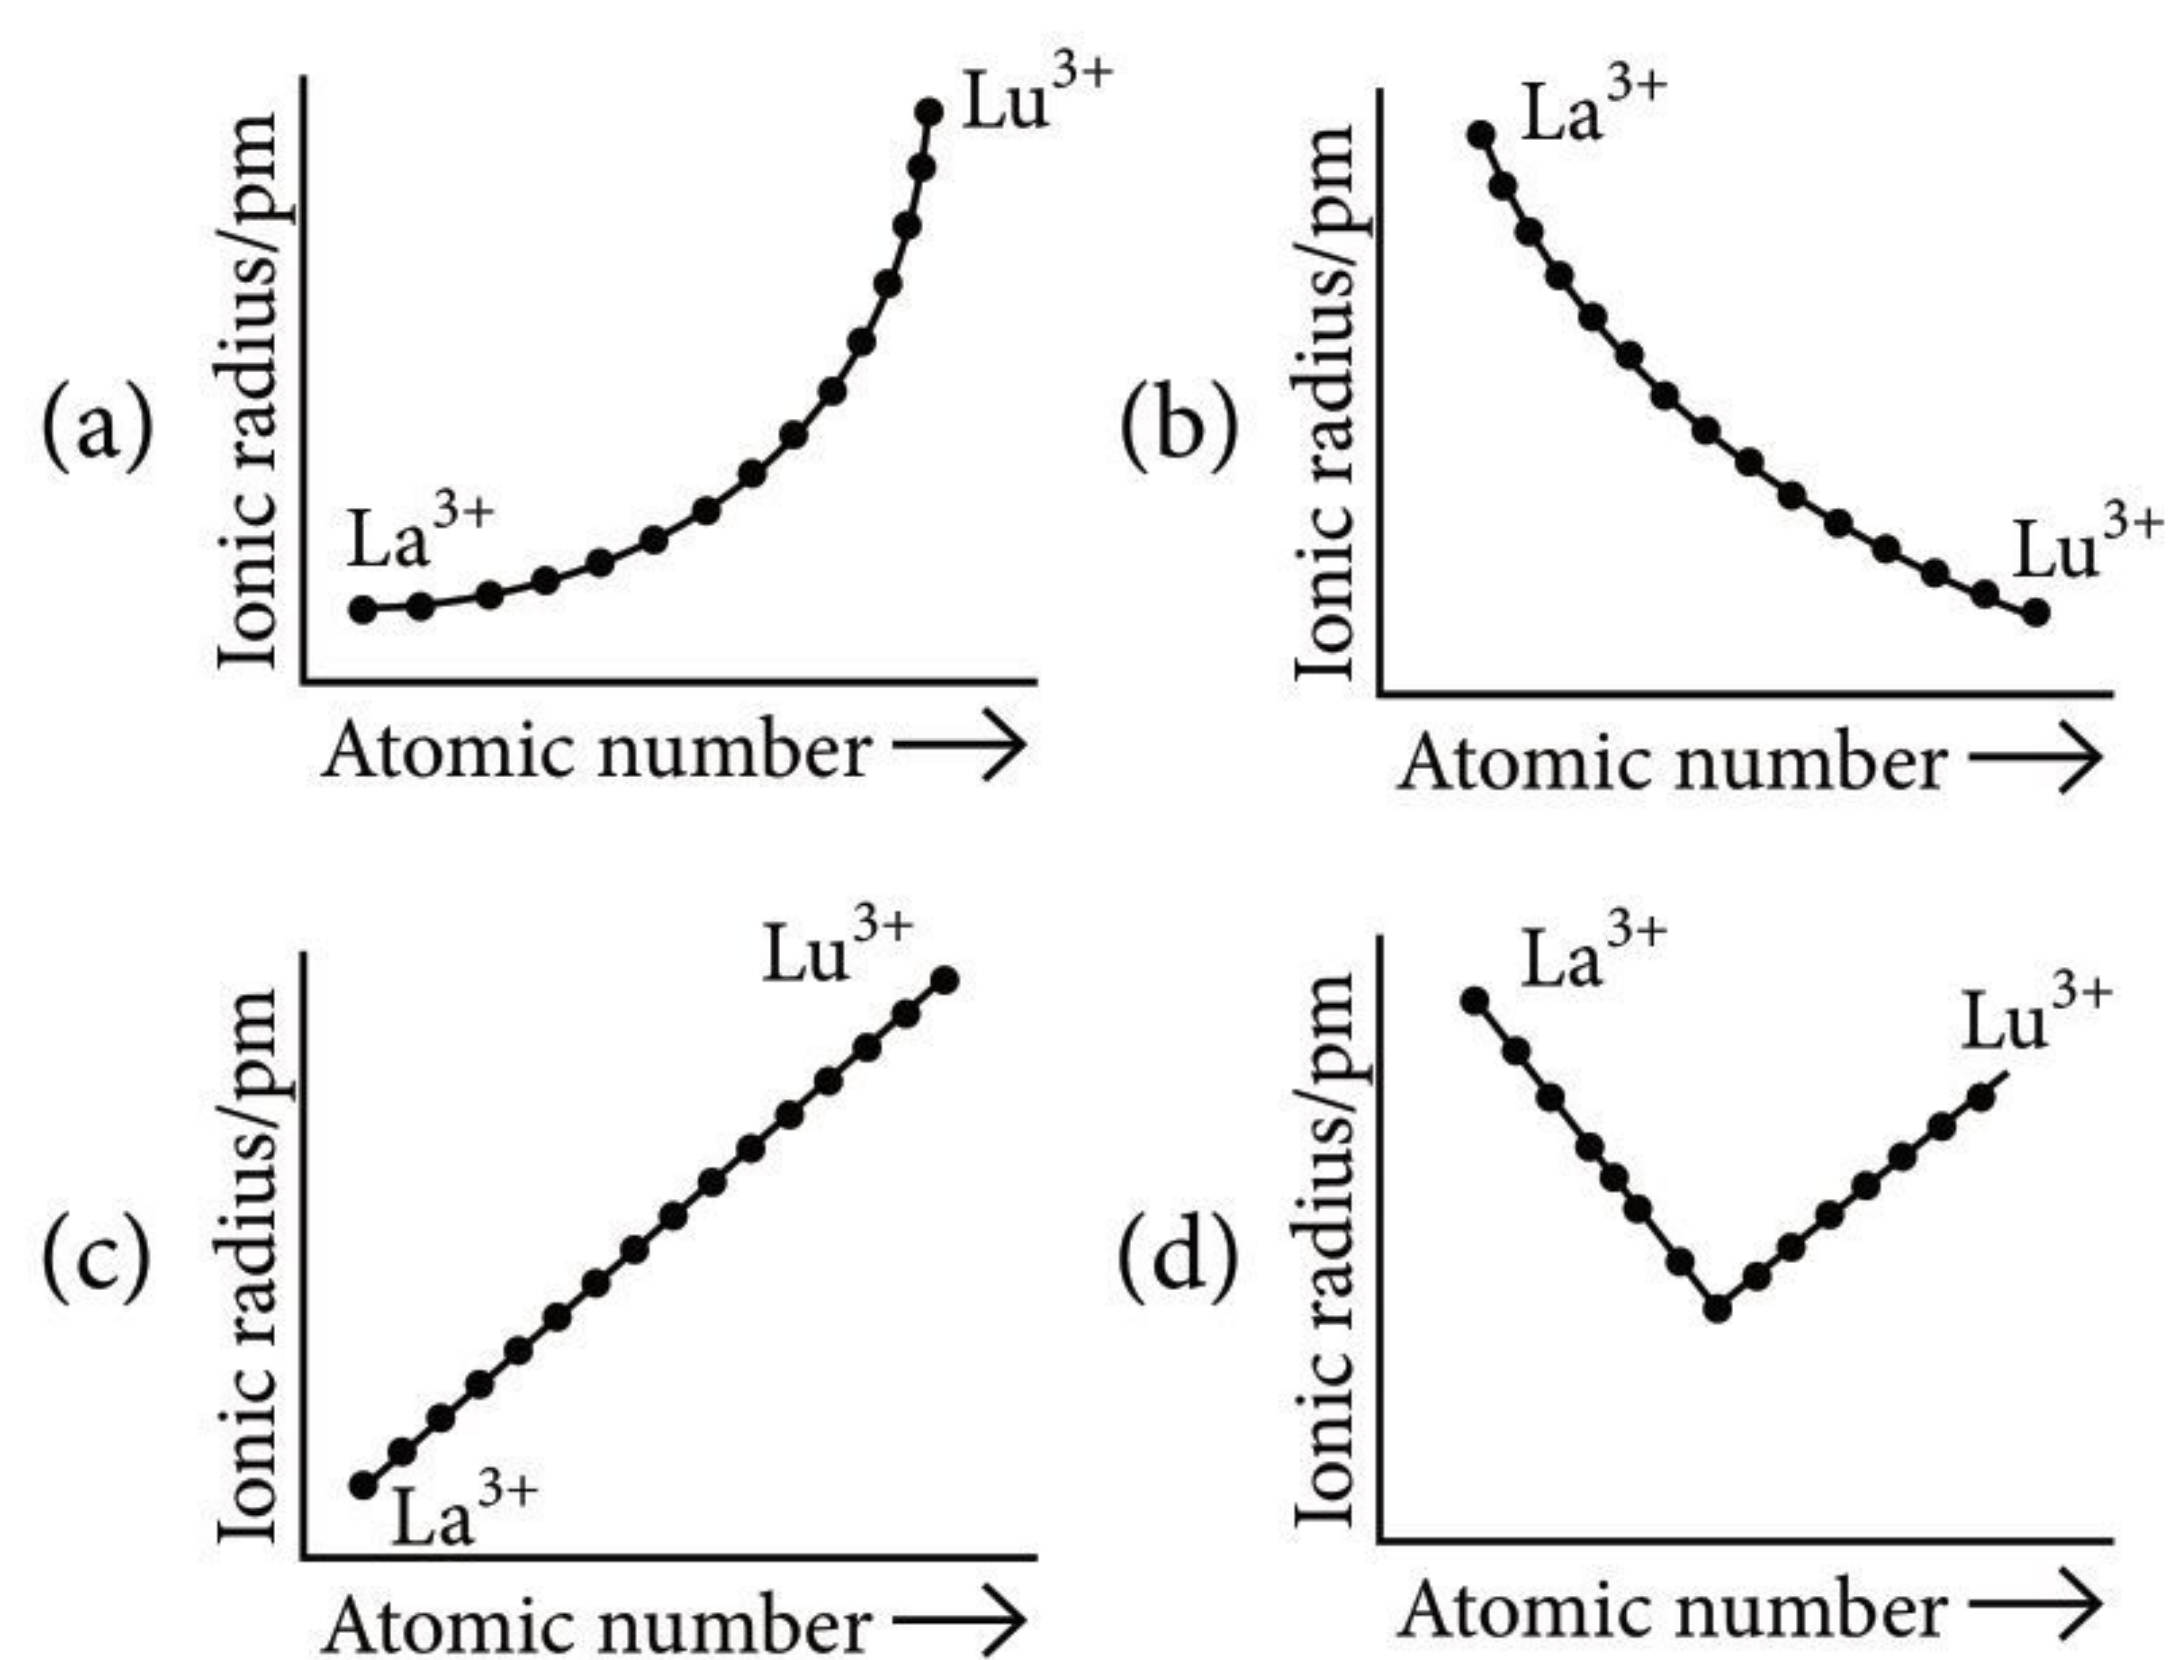 (a)
Ionic radius/pm
La³⁺
Lu³⁺
Atomic number
(b)
Ionic radius/pm
La³⁺
Lu³⁺
Atomic number
(c)
Ionic radius/pm
Lu³⁺
La³⁺
Atomic number
(d)
Ionic radius/pm
La³⁺
Lu³⁺
Atomic number